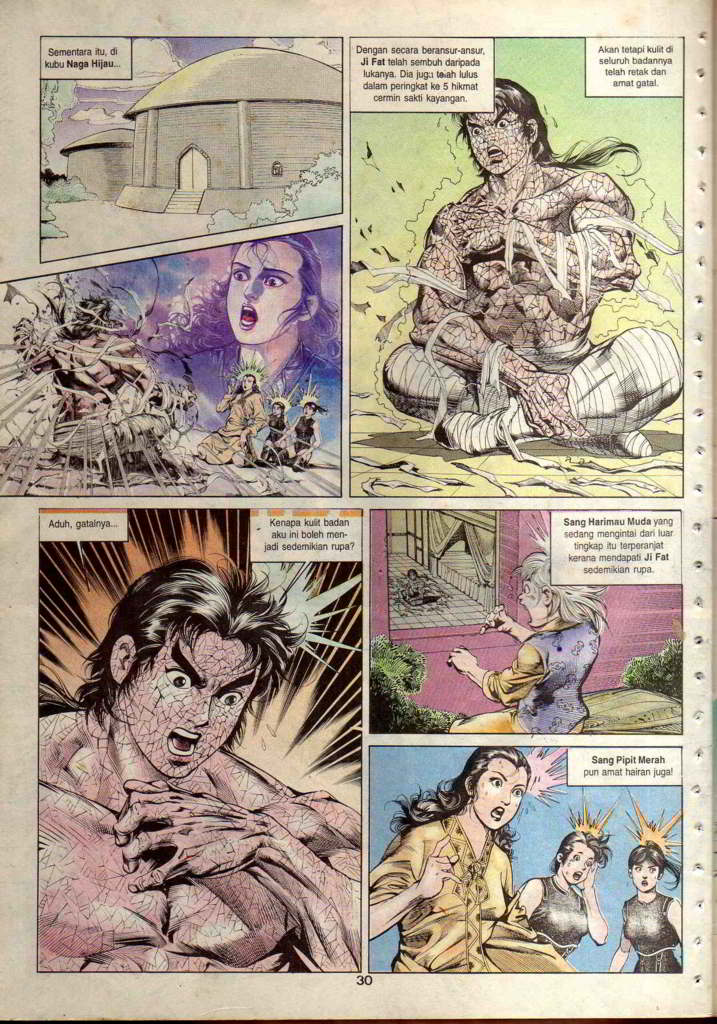 Sementara itu, di
kubu Naga Hijau...
Dengan secara beransur-ansur,
Ji Fat telah sembuh daripada
lukanya. Dia juga telah lulus
dalam peringkat ke 5 hikmat
cermin sakti kayangan.
Akan tetapi kulit di
seluruh badannya
telah retak dan
amat gatal.
Aduh, gatalnya...
Kenapa kulit badan
aku ini boleh men-
jadi sedemikian rupa?
Sang Harimau Muda yang
sedang mengintai dari luar
tingkap itu terperanjat
kerana mendapati Ji Fat
sedemikian rupa.
Sang Pipit Merah
pun amat hairan juga!
30